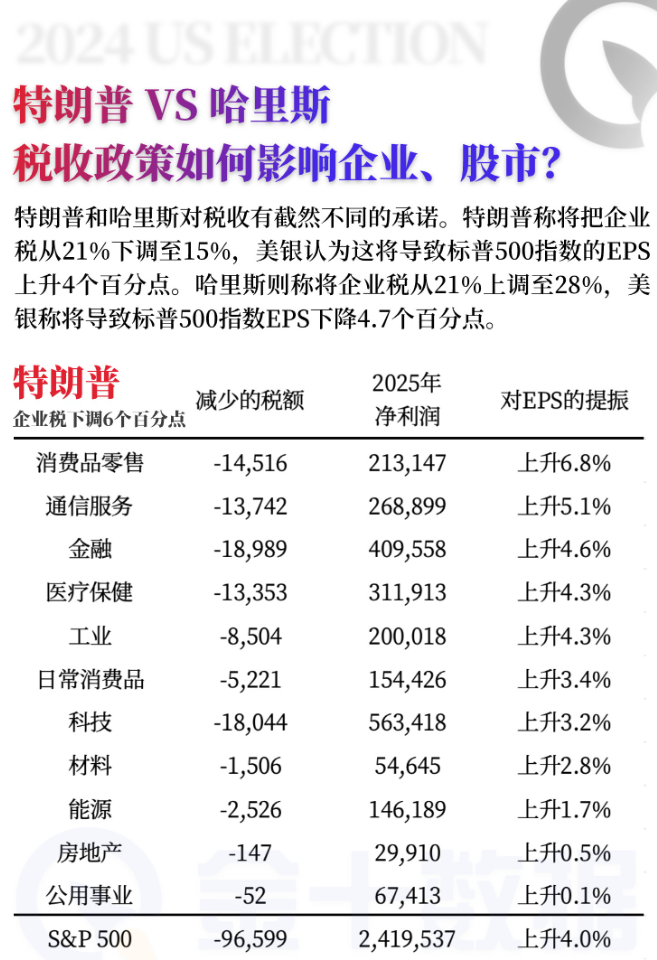 2024 US ELECTION
特朗普 VS 哈里斯
税收政策如何影响企业、股市？
特朗普和哈里斯对税收有截然不同的承诺。特朗普称将把企业
税从21%下调至15%，美银认为这将导致标普500指数的EPS
上升4个百分点。哈里斯则称将企业税从21%上调至28%，美
银称将导致标普500指数EPS下降4.7个百分点。
特朗普
企业税下调6个百分点 减少的税额 2025年 净利润 对EPS的提振
消费品零售 -14,516 213,147 上升6.8%
通信服务 -13,742 268,899 上升5.1%
金融 -18,989 409,558 上升4.6%
医疗保健 -13,353 311,913 上升4.3%
工业 -8,504 200,018 上升4.3%
日常消费品 -5,221 154,426 上升3.4%
科技 -18,044 563,418 上升3.2%
材料 -1,506 54,645 上升2.8%
能源 -2,526 146,189 上升1.7%
房地产 -147 29,910 上升0.5%
公用事业 -52 67,413 上升0.1%
S&P 500 -96,599 2,419,537 上升4.0%
金十数据